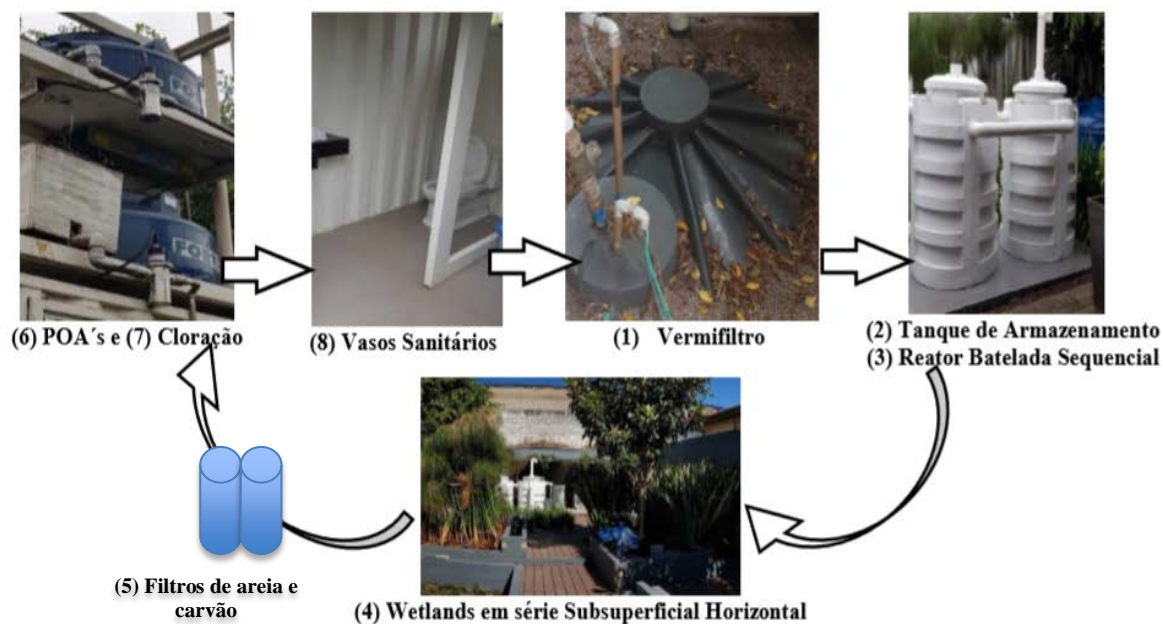 (6) POA´s e (7) Cloração
(8) Vasos Sanitários
(1) Vermifiltro
(2) Tanque de Armazenamento
(3) Reator Batelada Sequencial
(5) Filtros de areia e
carvão
(4) Wetlands em série Subsuperficial Horizontal